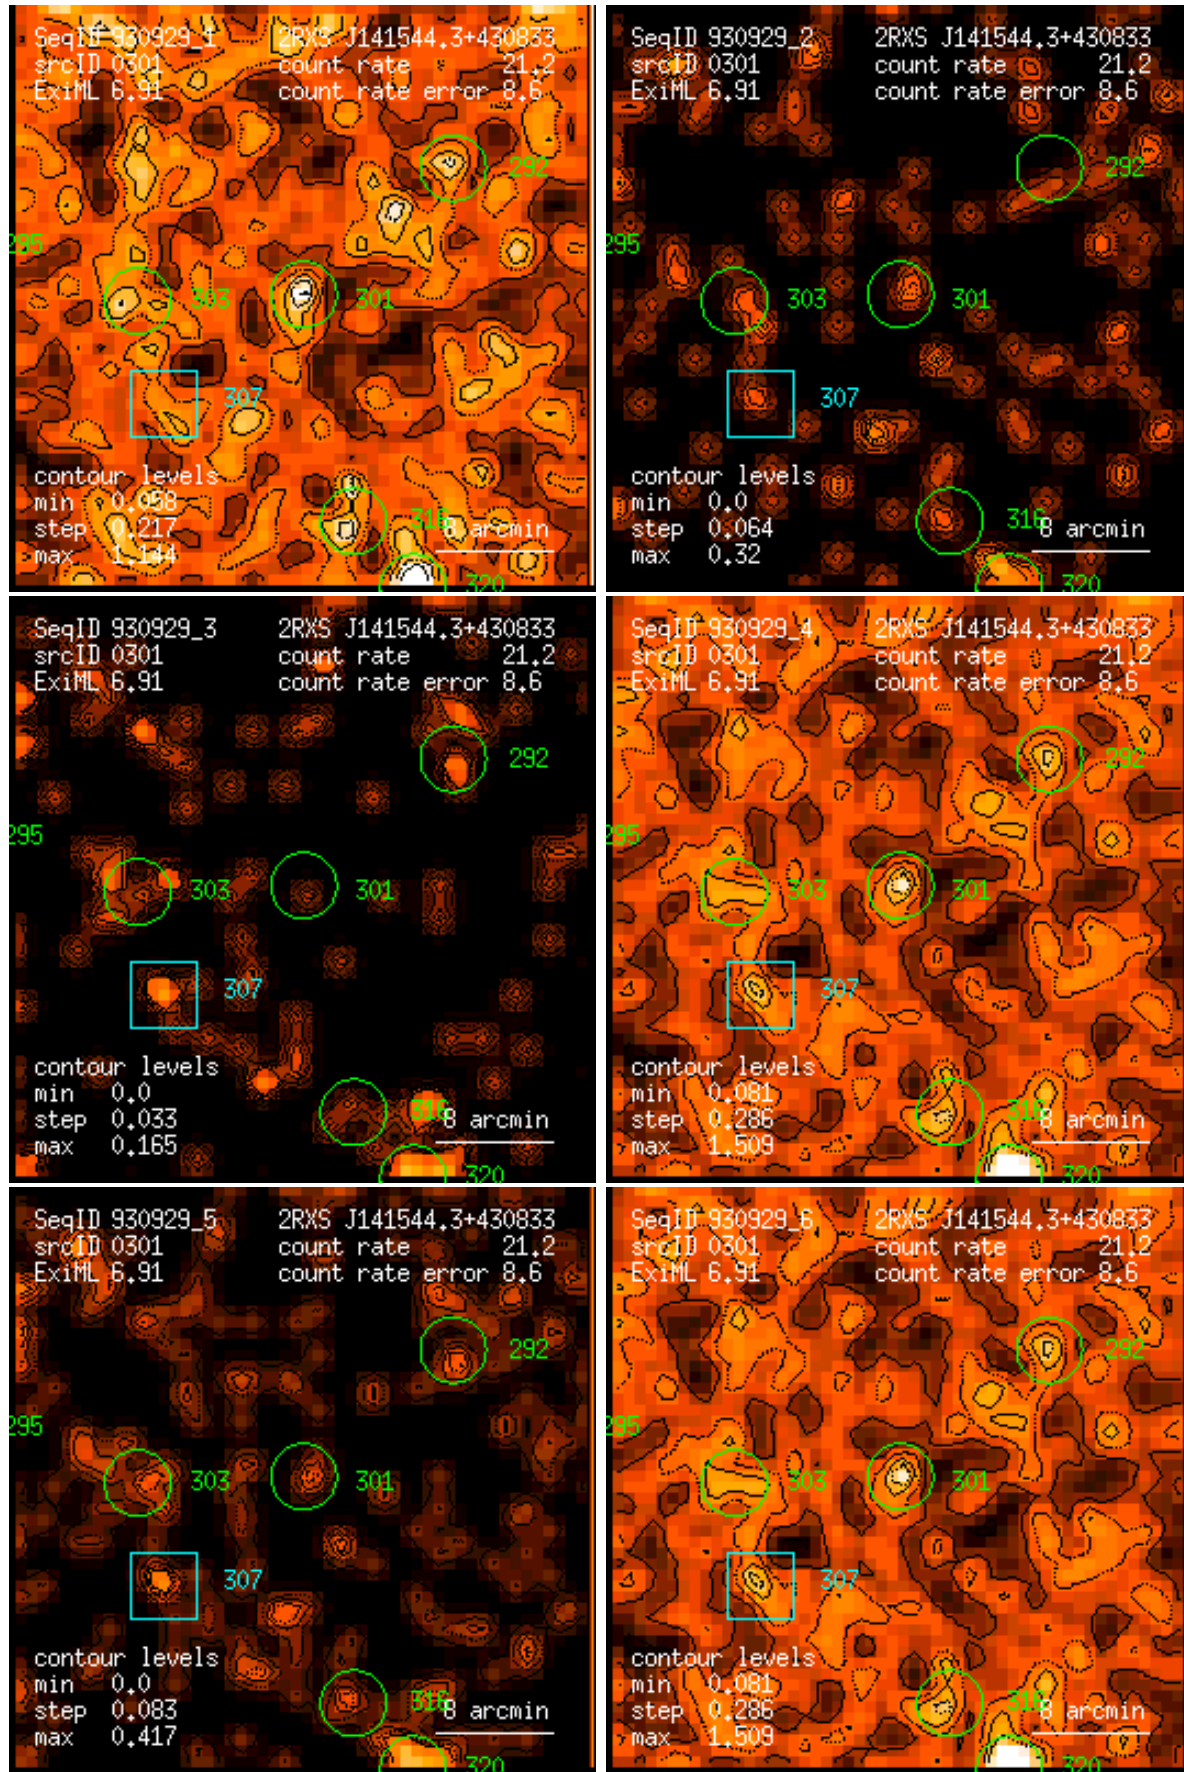 SeqID 930929_1 2RXS J141544.3+430833
srcID 0301 count rate 21.2
ExiML 6.91 count rate error 8.6
292
295
303 301
307
contour levels
min 0.058
step 0.217 316 8 arcmin
max 1.144
320
SeqID 930929_2 2RXS J141544.3+430833
srcID 0301 count rate 21.2
ExiML 6.91 count rate error 8.6
292
295
303 301
307
contour levels
min 0.0
step 0.064 316 8 arcmin
max 0.32
320
SeqID 930929_3 2RXS J141544.3+430833
srcID 0301 count rate 21.2
ExiML 6.91 count rate error 8.6
292
295
303 301
307
contour levels
min 0.0
step 0.033 316 8 arcmin
max 0.165
320
SeqID 930929_4 2RXS J141544.3+430833
srcID 0301 count rate 21.2
ExiML 6.91 count rate error 8.6
292
295
303 301
307
contour levels
min 0.081
step 0.286 316 8 arcmin
max 1.509
320
SeqID 930929_5 2RXS J141544.3+430833
srcID 0301 count rate 21.2
ExiML 6.91 count rate error 8.6
292
295
303 301
307
contour levels
min 0.0
step 0.083 316 8 arcmin
max 0.417
320
SeqID 930929_6 2RXS J141544.3+430833
srcID 0301 count rate 21.2
ExiML 6.91 count rate error 8.6
292
295
303 301
307
contour levels
min 0.081
step 0.286 316 8 arcmin
max 1.509
320